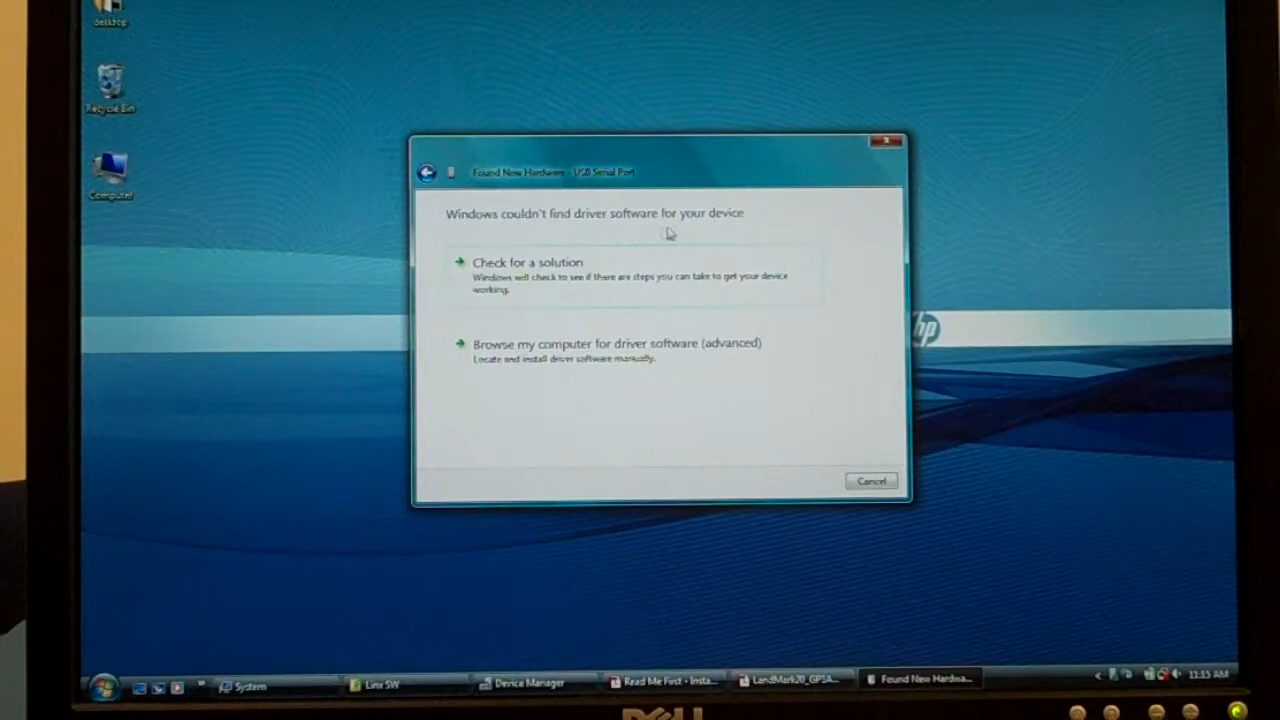 desktop
Recycle Bin
Computer
Found New Hardware - USB Serial Port
Windows couldn't find driver software for your device
Check for a solution
Windows will check to see if there are steps you can take to get your device
working.
Browse my computer for driver software (advanced)
Locate and install driver software manually.
Cancel
hp
System
Linx SW
Device Manager
Read Me First - Insta...
LandMark20_GPSA...
Found New Hardwa...
11:15 AM
DELL